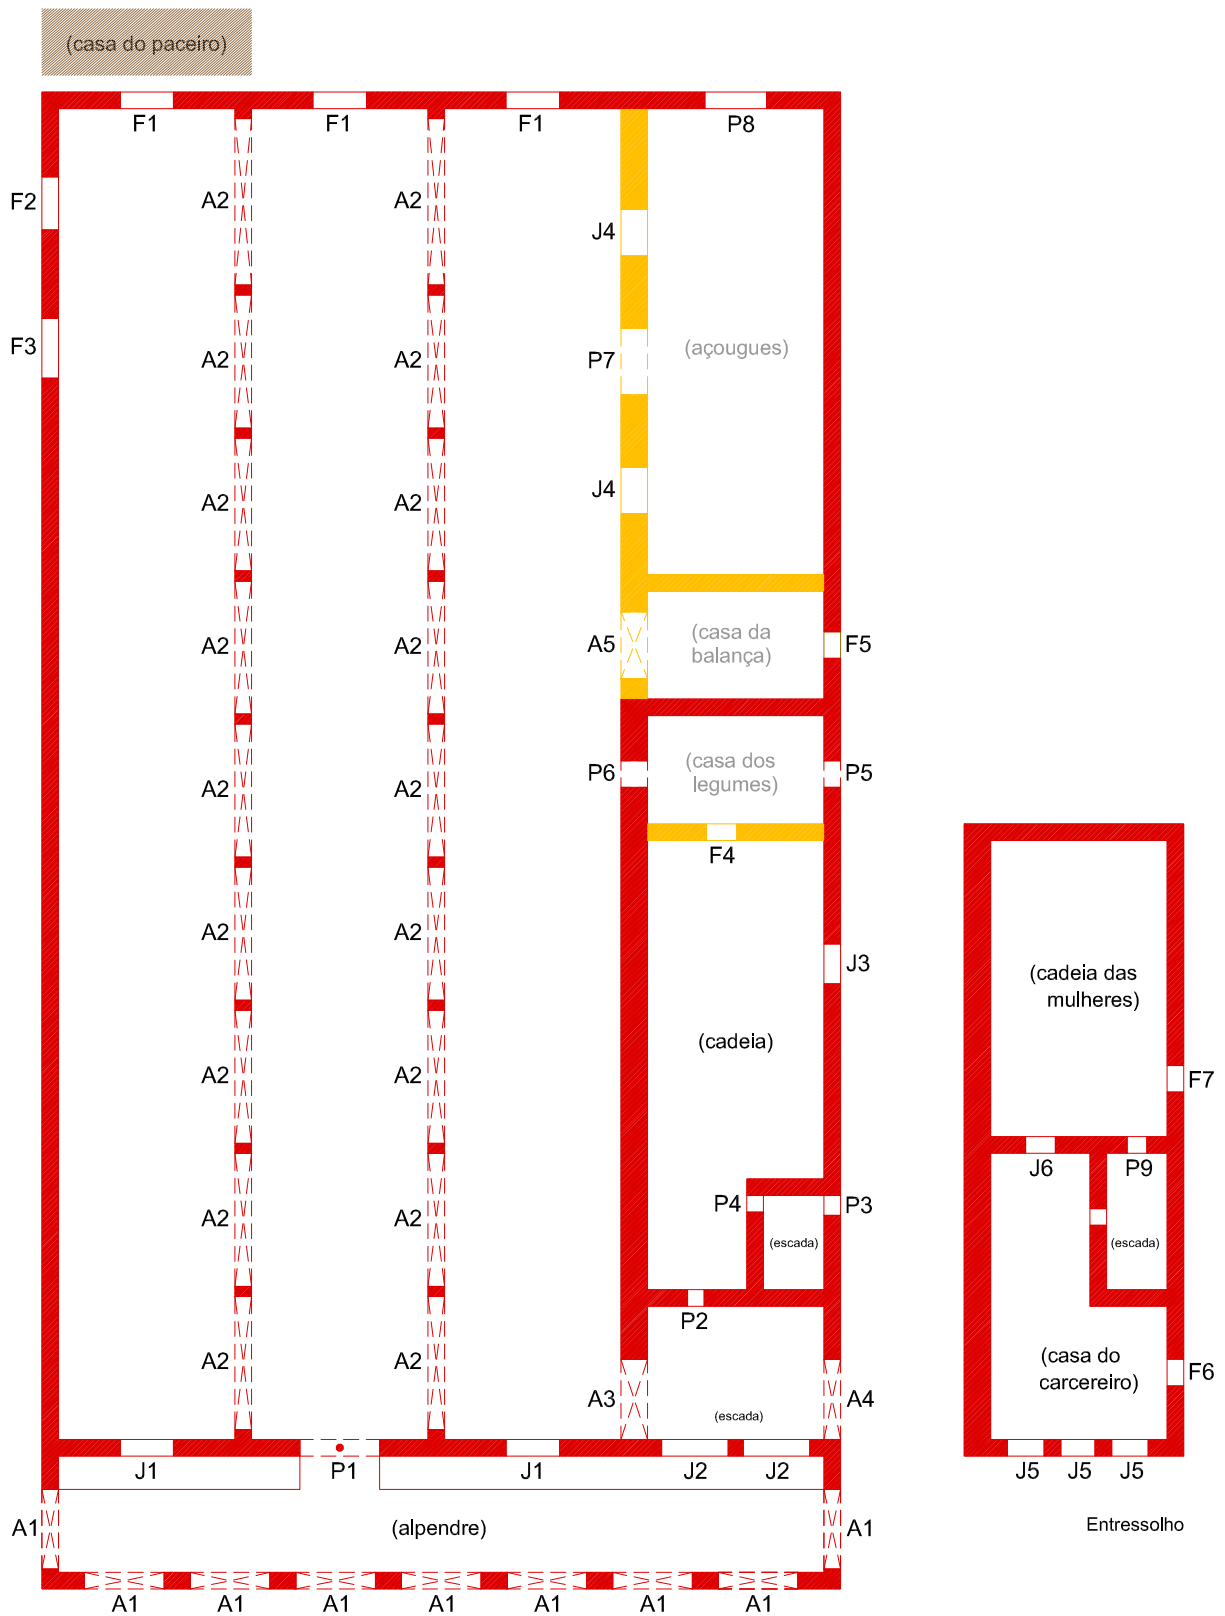 (casa do paceiro)
F1 F1 F1 P8
F2 A2 A2
J4
F3 A2 A2 P7 (açougues)
A2 A2 J4
A2 A2 A5 (casa da F5
balança)
P6 (casa dos P5
legumes)
A2 A2
F4
A2 A2 J3
(cadeia das
mulheres)
(cadeia)
A2 A2 F7
J6 P9
A2 A2 P4 P3
(escada) (escada)
P2
A2 A2 (casa do F6
carcereiro)
A3 A4
(escada)
J1 P1 J1 J2 J2 J5 J5 J5
A1 (alpendre) A1 Entressolho
A1 A1 A1 A1 A1 A1 A1